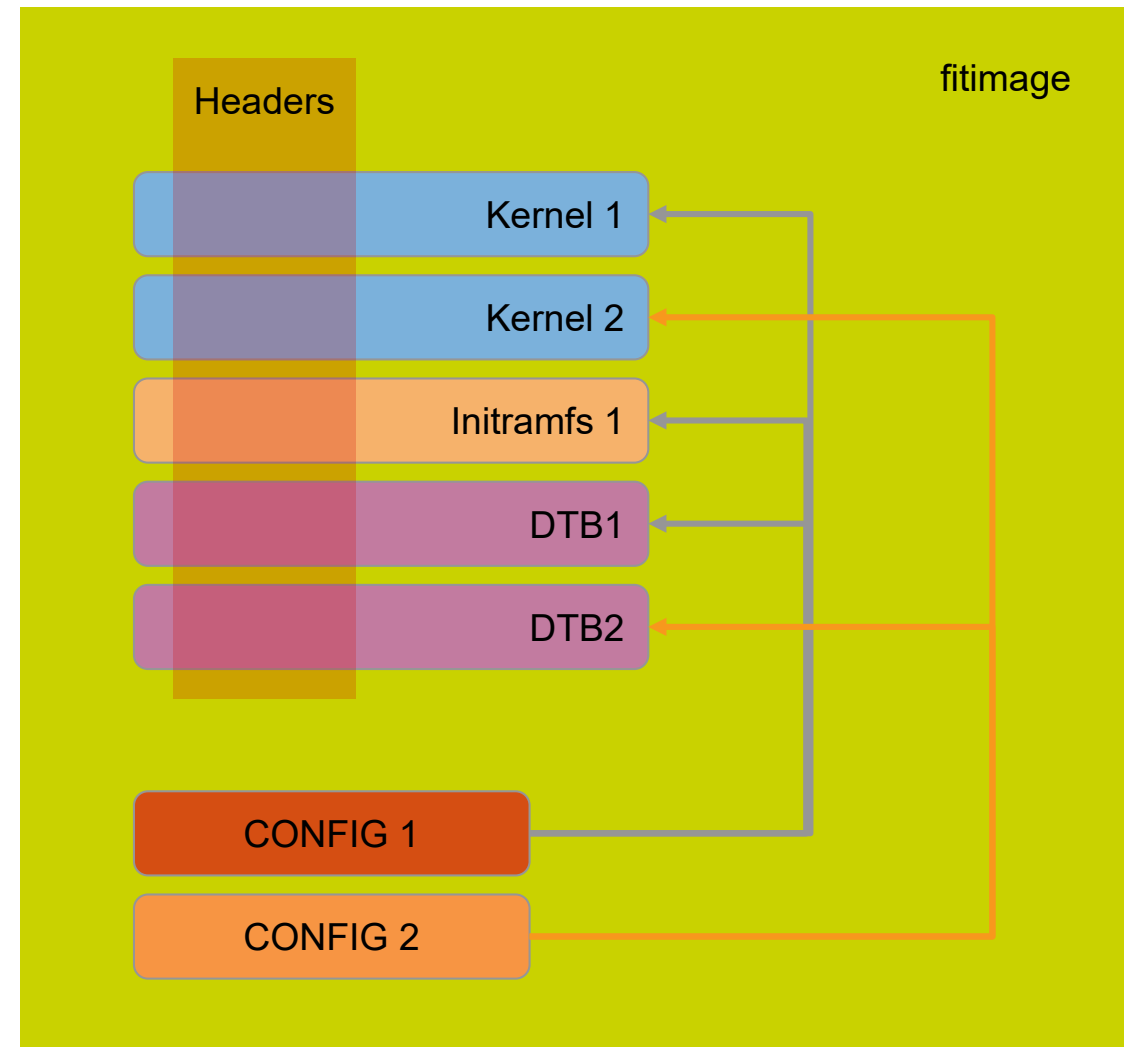 fitimage
Headers
Kernel 1
Kernel 2
Initramfs 1
DTB1
DTB2
CONFIG 1
CONFIG 2